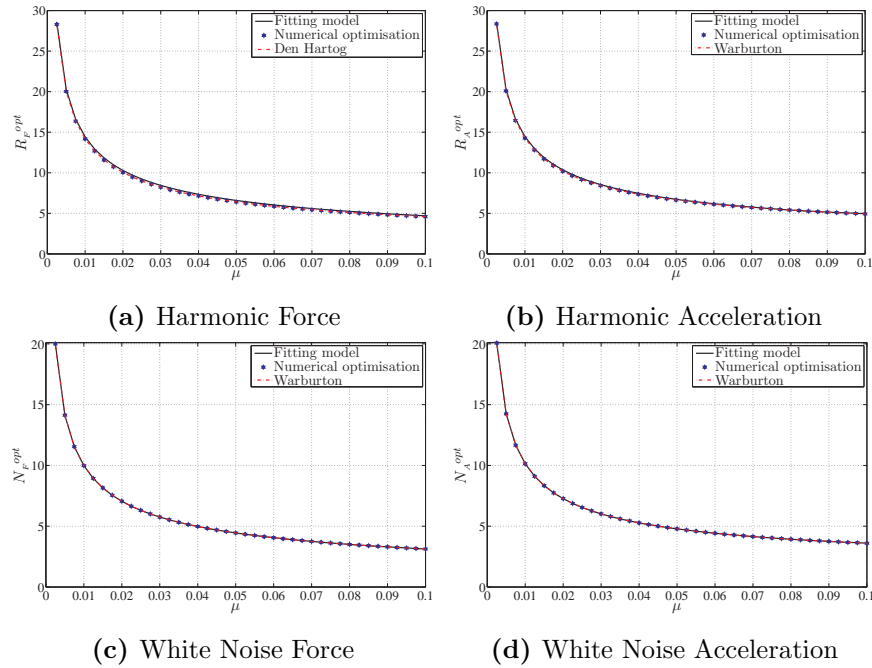 30
25
20
15
10
5
0
R_F^opt
Fitting model
Numerical optimisation
Den Hartog
0 0.01 0.02 0.03 0.04 0.05 0.06 0.07 0.08 0.09 0.1
μ
(a) Harmonic Force
30
25
20
15
10
5
0
R_A^opt
Fitting model
Numerical optimisation
Warburton
0 0.01 0.02 0.03 0.04 0.05 0.06 0.07 0.08 0.09 0.1
μ
(b) Harmonic Acceleration
20
15
10
5
0
N_F^opt
Fitting model
Numerical optimisation
Warburton
0 0.01 0.02 0.03 0.04 0.05 0.06 0.07 0.08 0.09 0.1
μ
(c) White Noise Force
20
15
10
5
0
N_A^opt
Fitting model
Numerical optimisation
Warburton
0 0.01 0.02 0.03 0.04 0.05 0.06 0.07 0.08 0.09 0.1
μ
(d) White Noise Acceleration